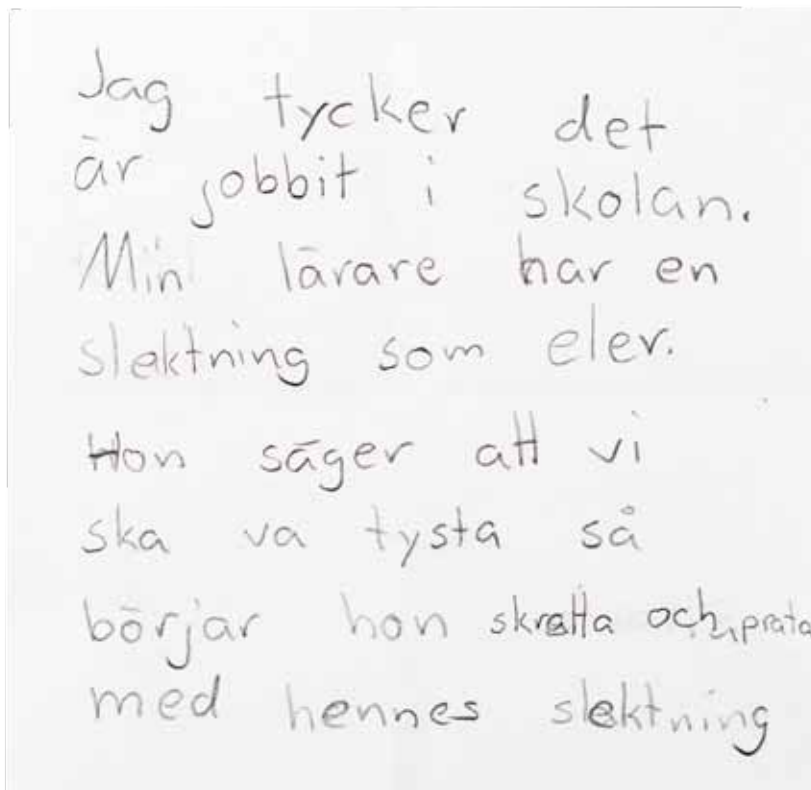 Jag tycker det
är jobbit i skolan.
Min lärare har en
slektning som elev.
Hon säger att vi
ska va tysta så
börjar hon skratta och prata
med hennes slektning